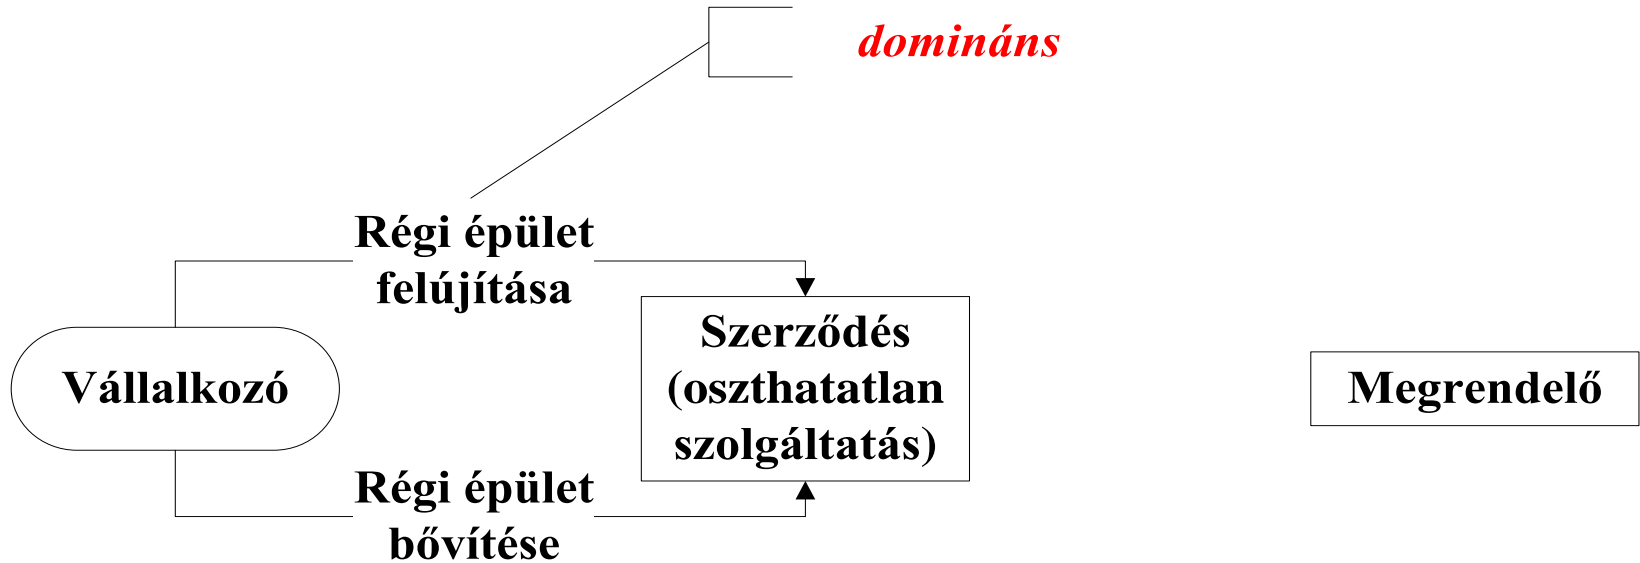 domináns
Régi épület
felújítása
Szerződés
(oszthatatlan
szolgáltatás)
Vállalkozó
Megrendelő
Régi épület
bővítése